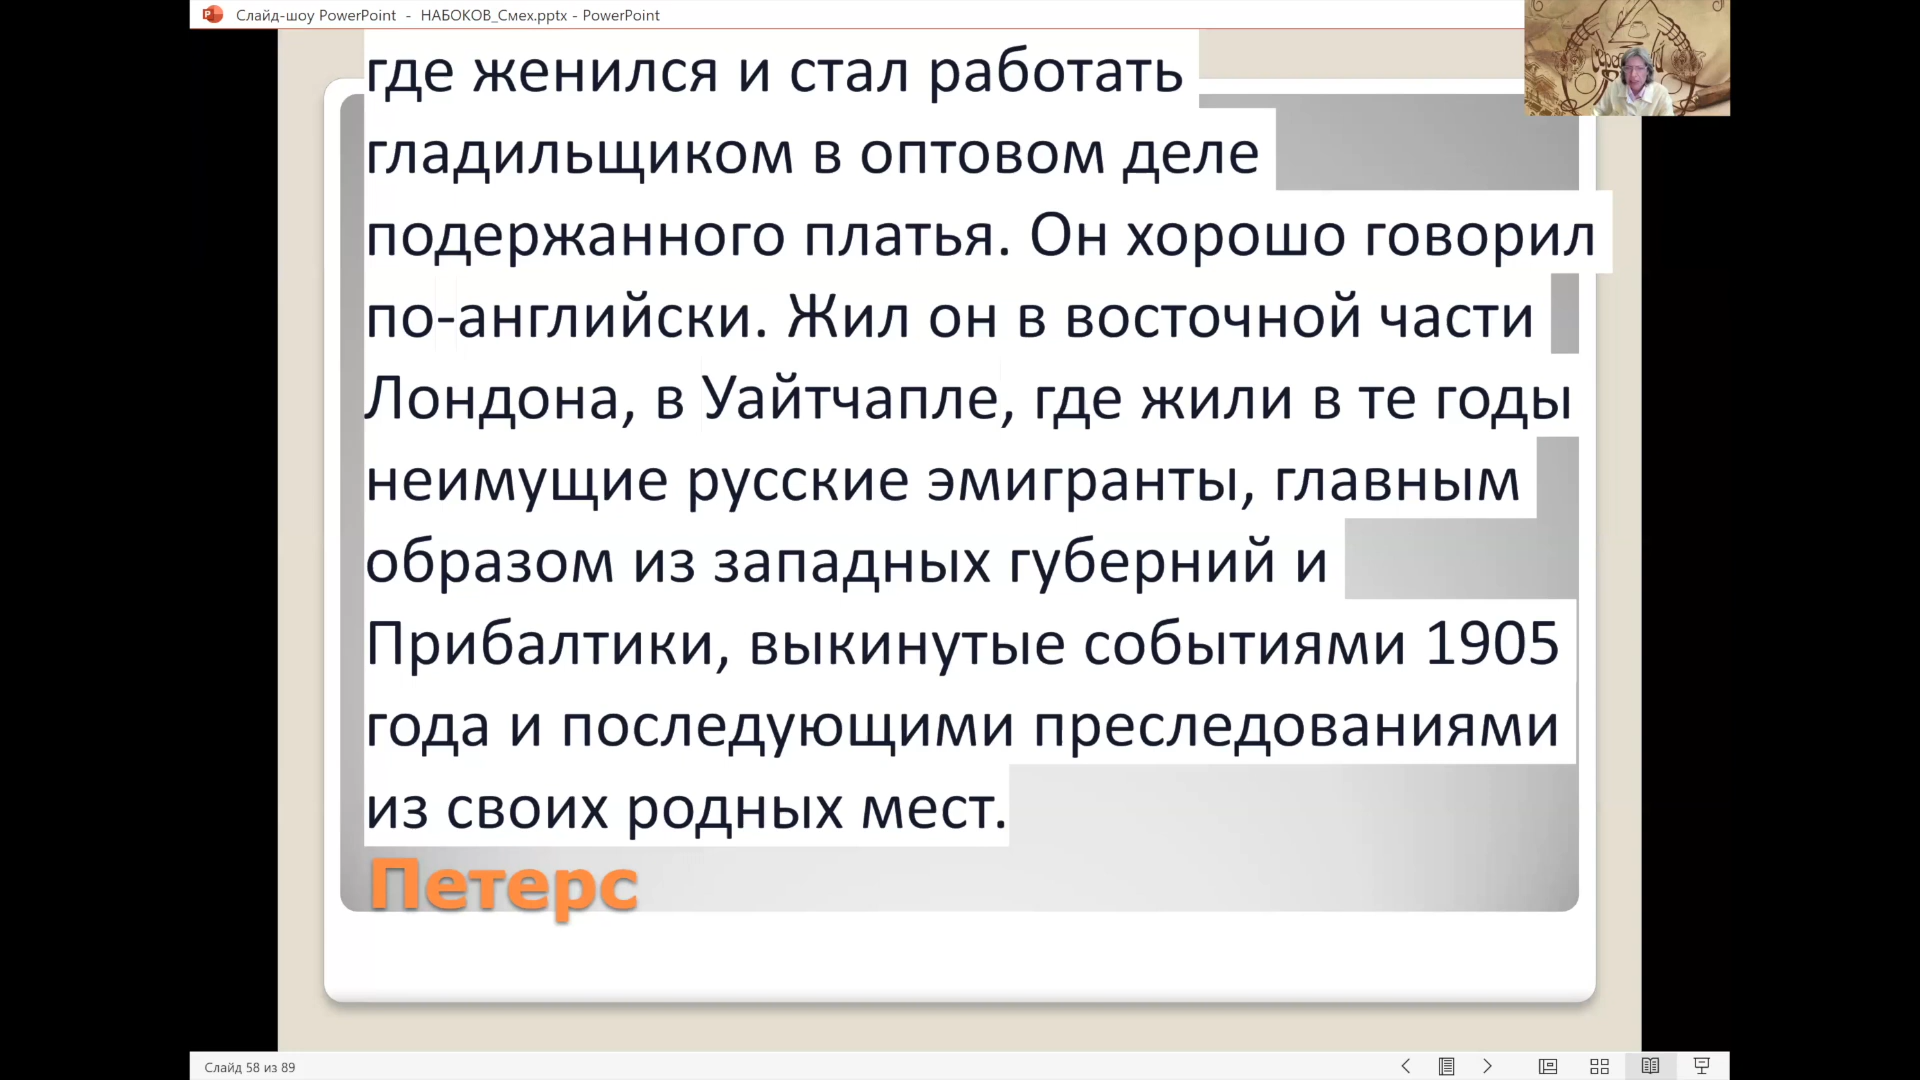 Слайд-шоу PowerPoint - НАБОКОВ_Смех.pptx - PowerPoint
где женился и стал работать
гладильщиком в оптовом деле
подержанного платья. Он хорошо говорил
по-английски. Жил он в восточной части
Лондона, в Уайтчапле, где жили в те годы
неимущие русские эмигранты, главным
образом из западных губерний и
Прибалтики, выкинутые событиями 1905
года и последующими преследованиями
из своих родных мест.
Петерс
Слайд 58 из 89